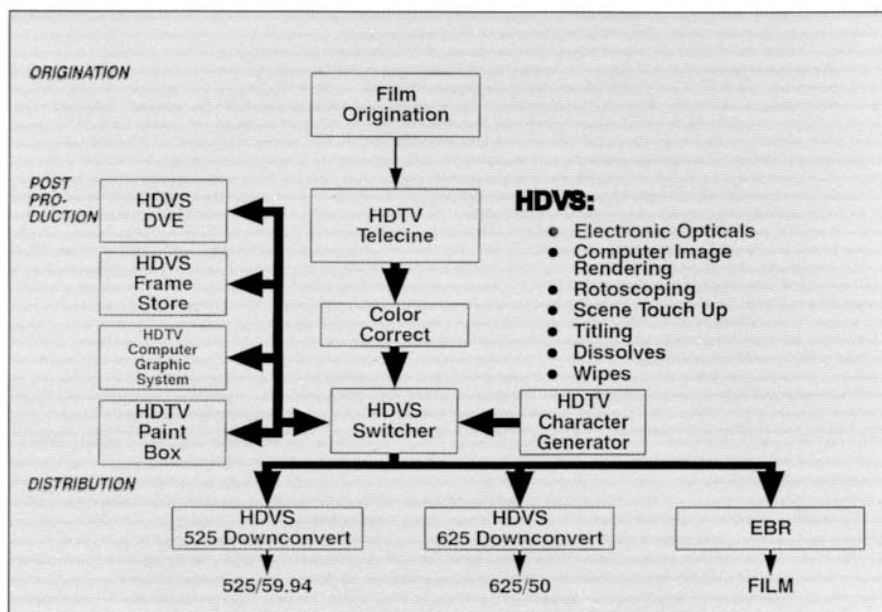 ORIGINATION
Film
Origination
POST
PRO-
DUCTION
HDVS
DVE
HDTV
Telecine
HDVS:
Electronic Opticals
Computer Image
Rendering
Rotoscoping
Scene Touch Up
Titling
Dissolves
Wipes
HDVS
Frame
Store
Color
Correct
HDTV
Computer
Graphic
System
HDTV
Paint
Box
HDVS
Switcher
HDTV
Character
Generator
DISTRIBUTION
HDVS
525 Downconvert
HDVS
625 Downconvert
EBR
525/59.94
625/50
FILM